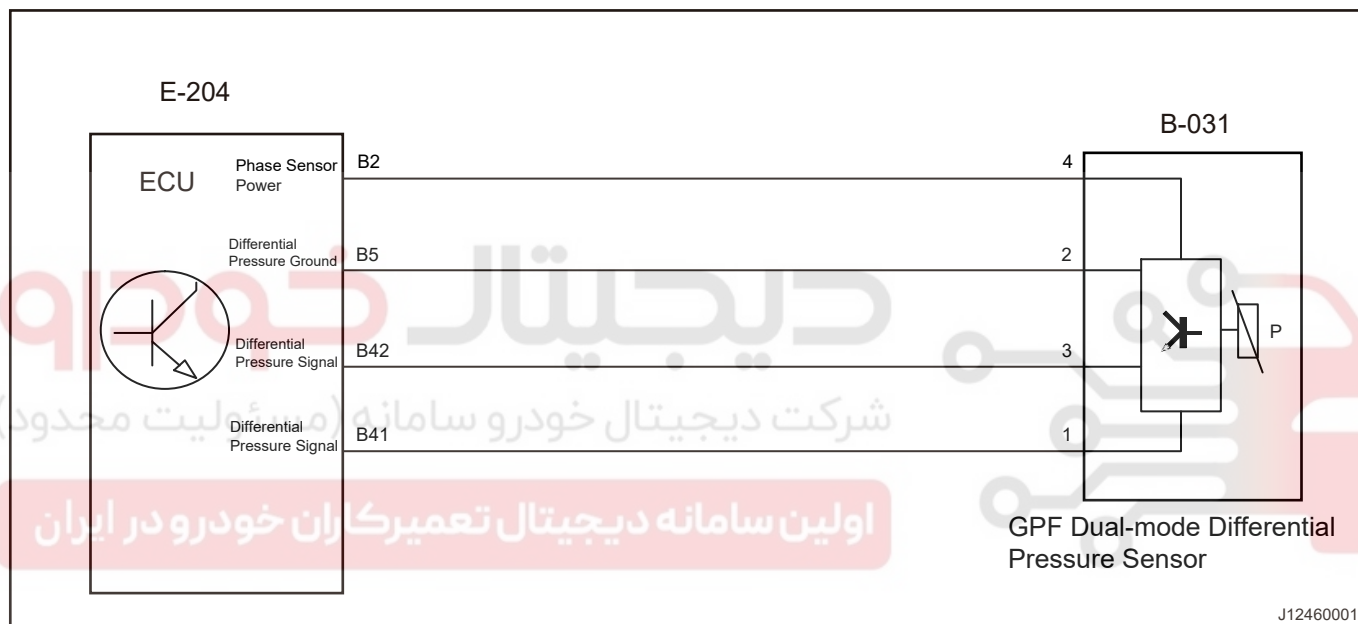 E-204
B-031
ECU
Phase Sensor
Power
B2
4
Differential
Pressure Ground
B5
2
دیجیتال خودرو
Differential
Pressure Signal
B42
3
P
شرکت دیجیتال خودرو سامانه (مسئولیت محدود)
Differential
Pressure Signal
B41
1
اولین سامانه دیجیتال تعمیرکاران خودرو در ایران
GPF Dual-mode Differential
Pressure Sensor
J12460001